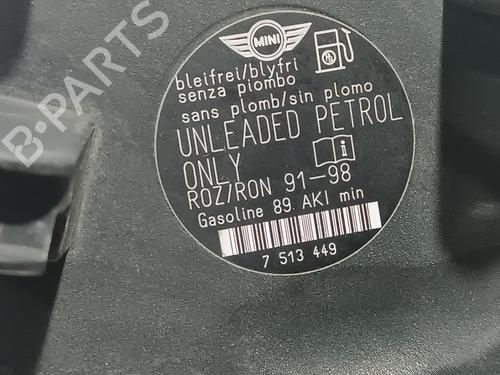 MINI
bleifrei/blyfri
senza piombo
sans plomb/sin plomo
UNLEADED PETROL
ONLY
ROZ/RON 91-98
Gasoline 89 AKI min
7 513 449
B-PARTS